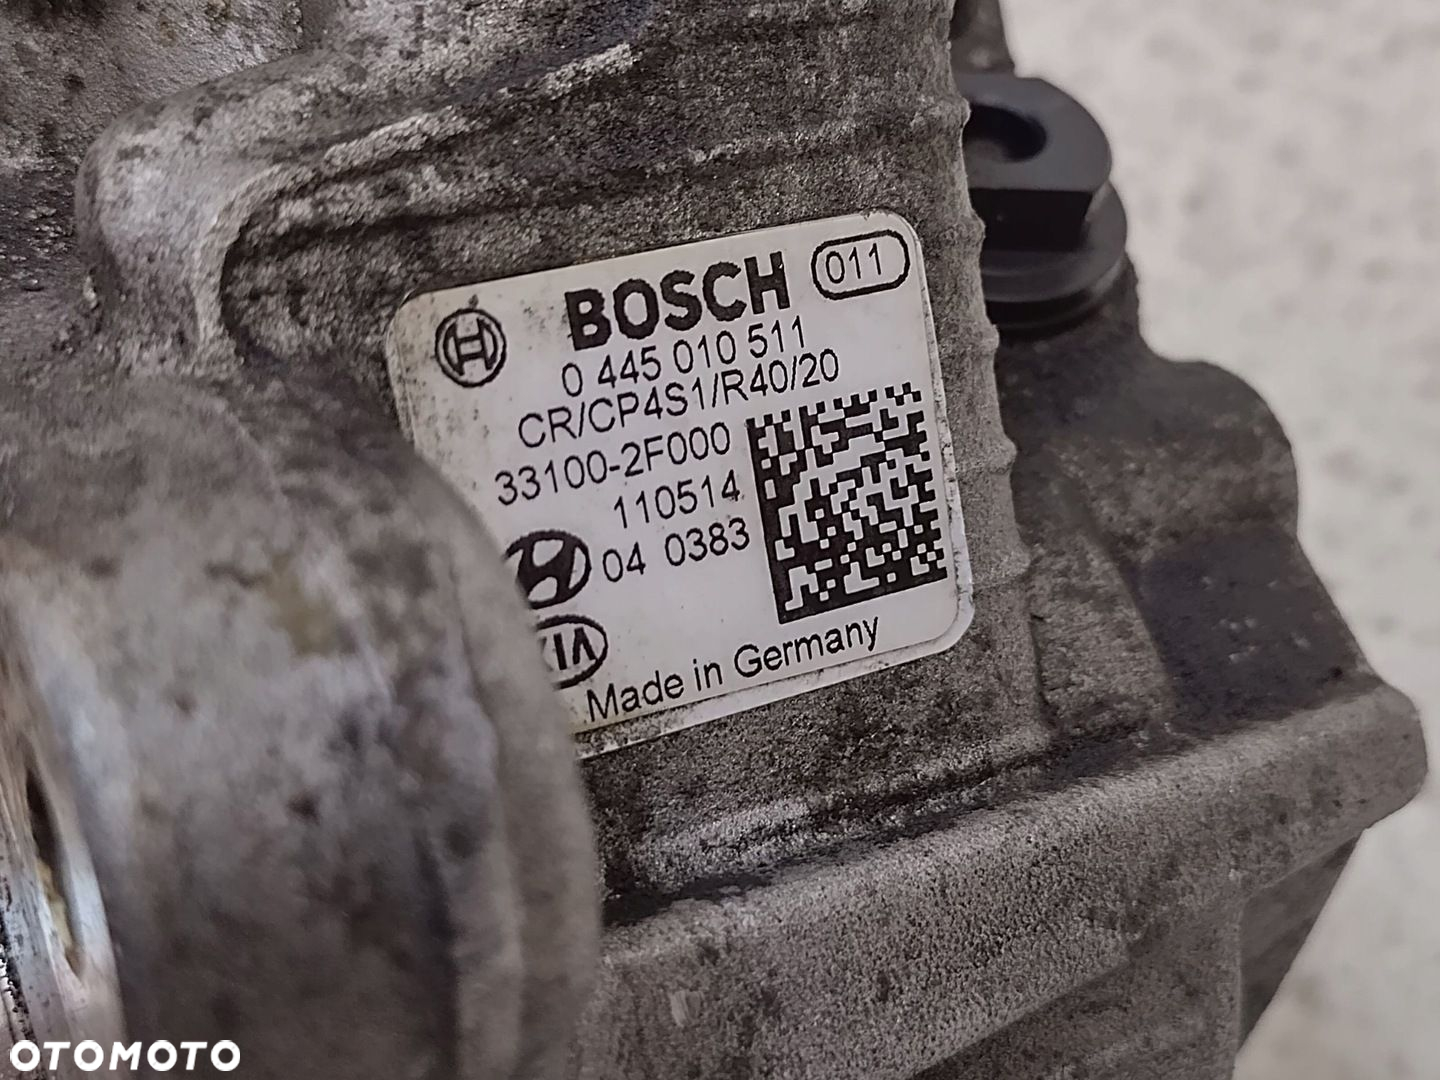 BOSCH 011
0 445 010 511
CR/CP4S1/R40/20
33100-2F000
110514
04 0383
KIA
Made in Germany
OTOMOTO